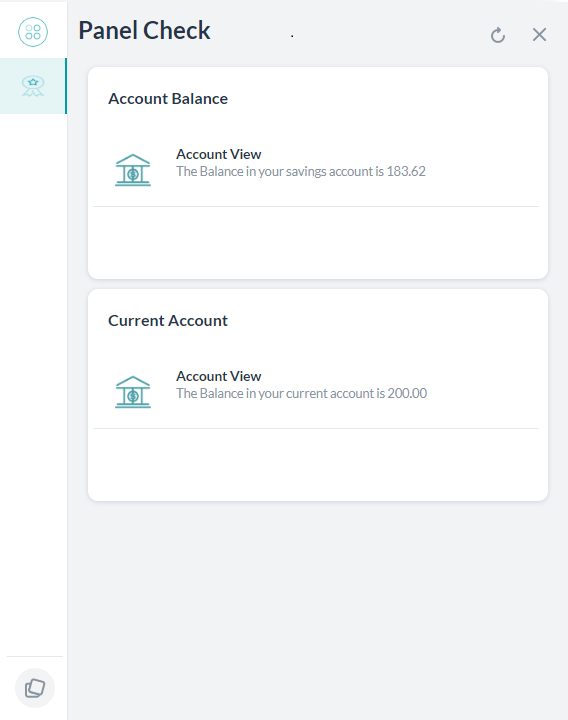 Panel Check
Account Balance
Account View
The Balance in your savings account is 183.62
Current Account
Account View
The Balance in your current account is 200.00